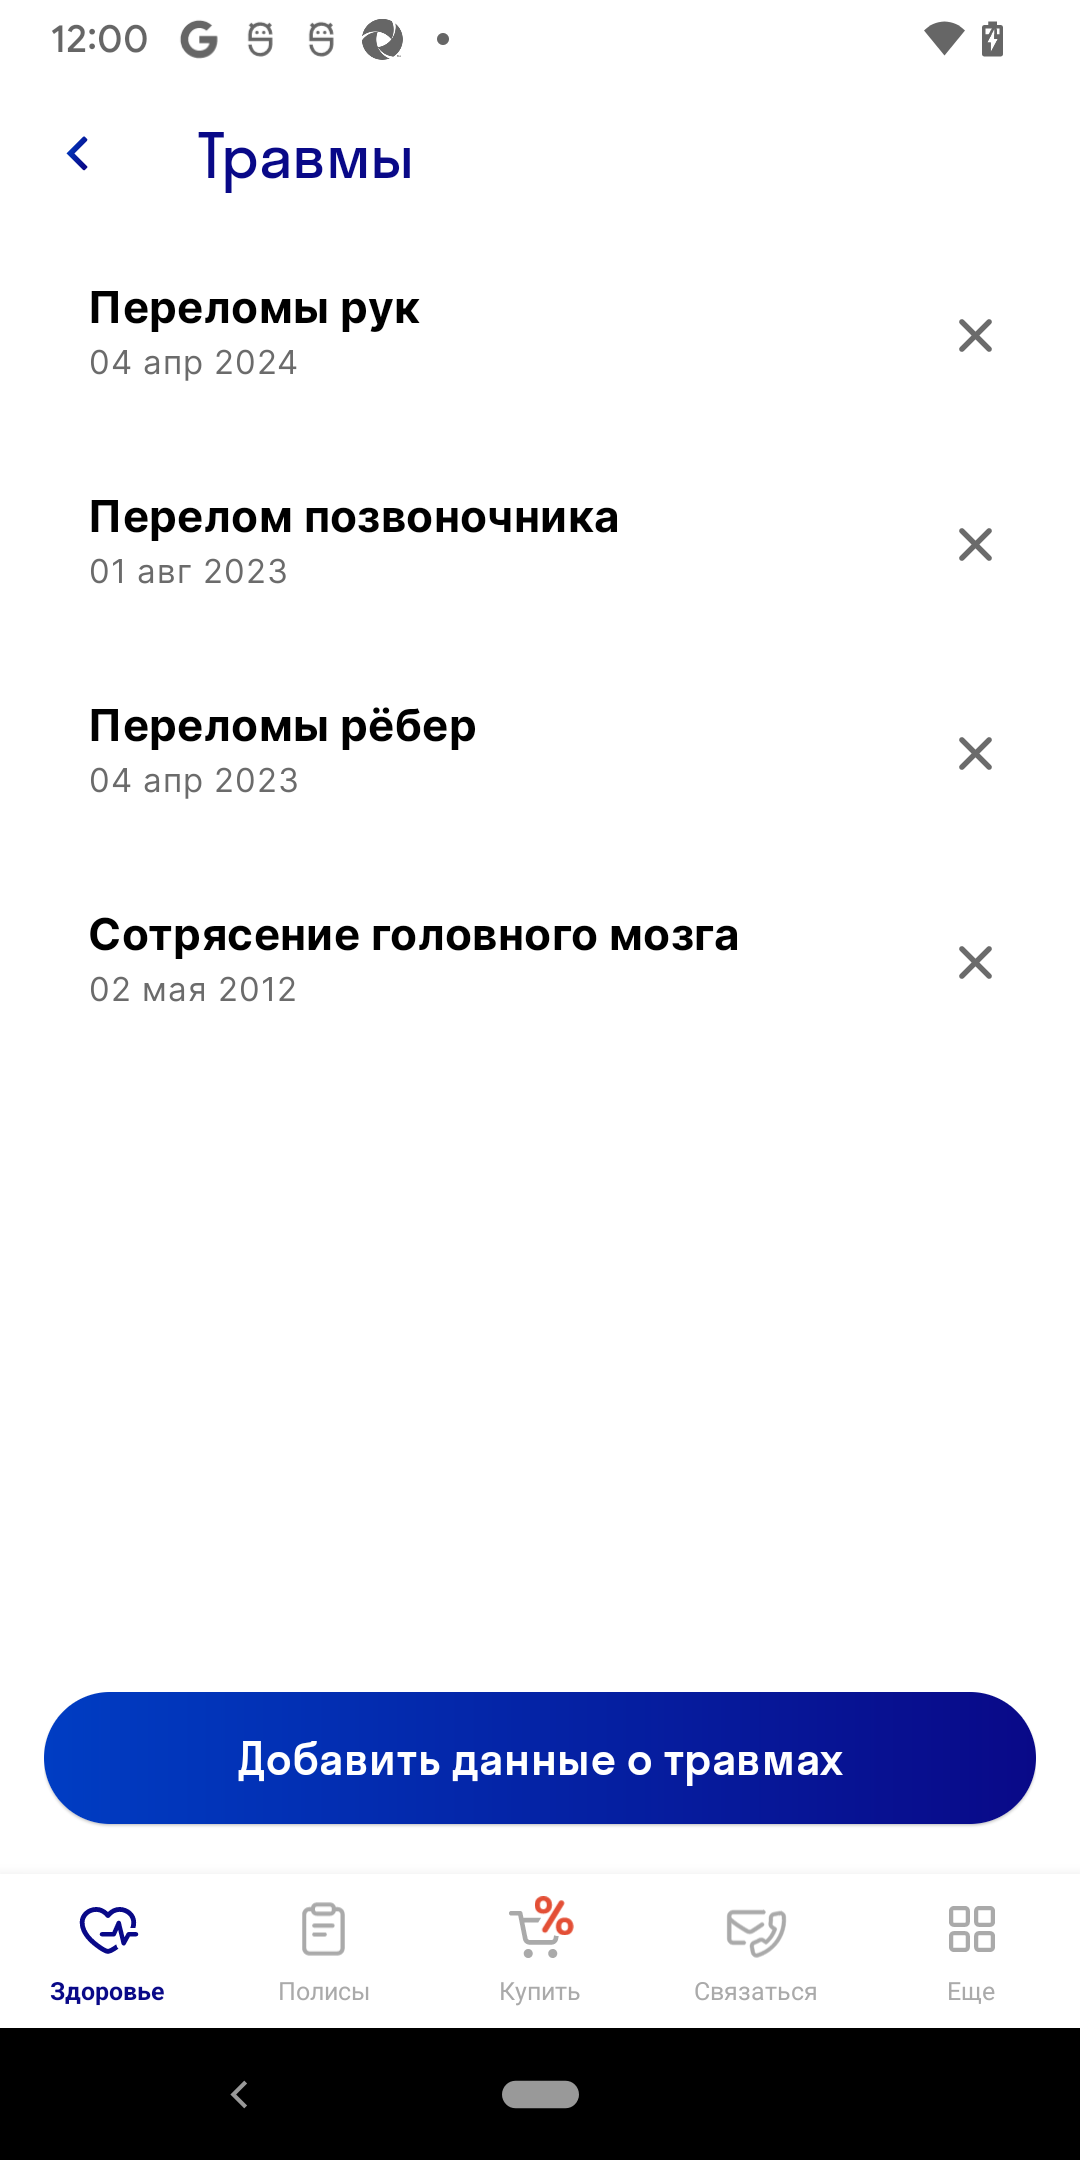 12:00
Травмы
Переломы рук
04 апр 2024
Перелом позвоночника
01 авг 2023
Переломы рёбер
04 апр 2023
Сотрясение головного мозга
02 мая 2012
Добавить данные о травмах
%
Здоровье
Полисы
Купить
Связаться
Еще